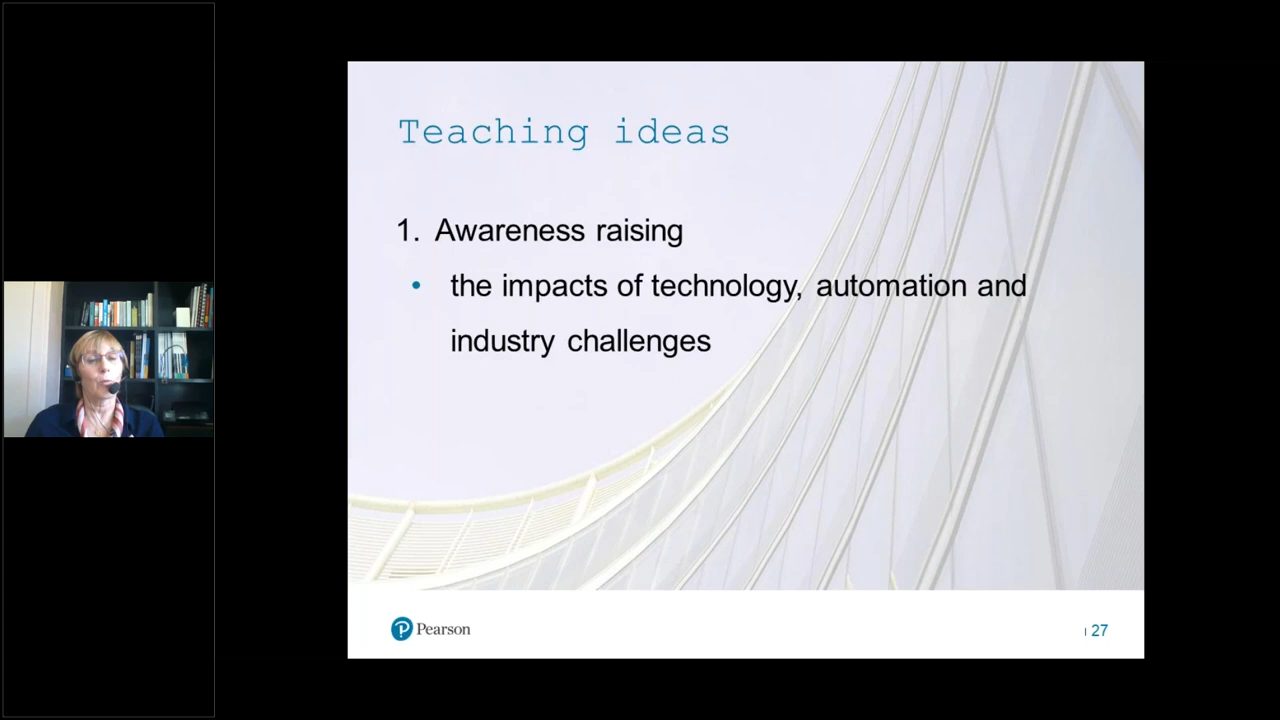 Teaching ideas
1. Awareness raising
• the impacts of technology, automation and
industry challenges
Pearson
27